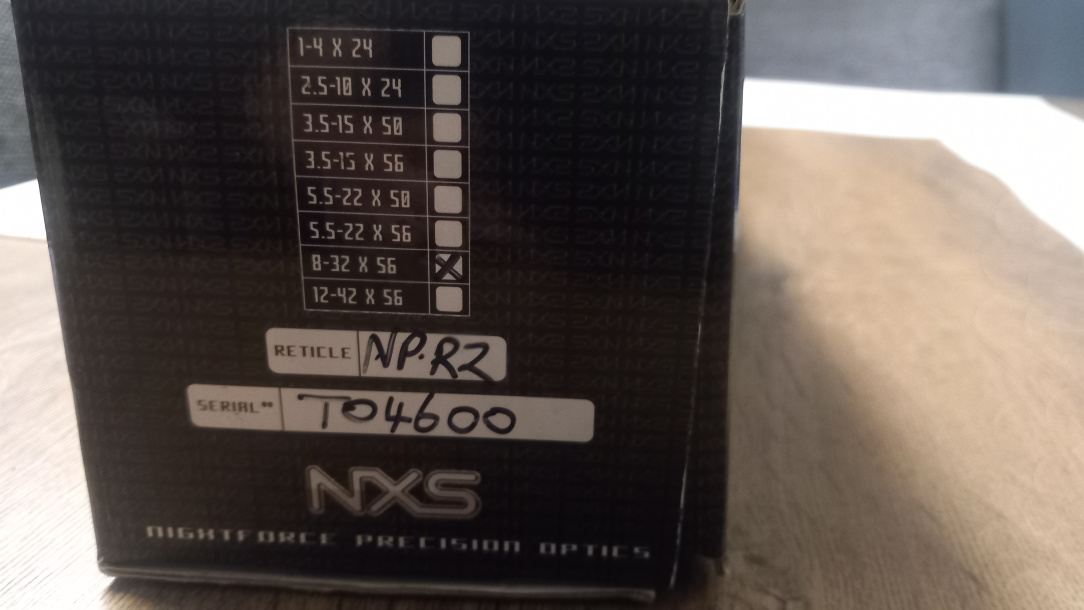 1-4 X 24
2.5-10 X 24
3.5-15 X 50
3.5-15 X 56
5.5-22 X 50
5.5-22 X 56
8-32 X 56 X
12-42 X 56
RETICLE NP.R2
SERIAL## T04600
NXS
NIGHTFORCE PRECISION OPTICS